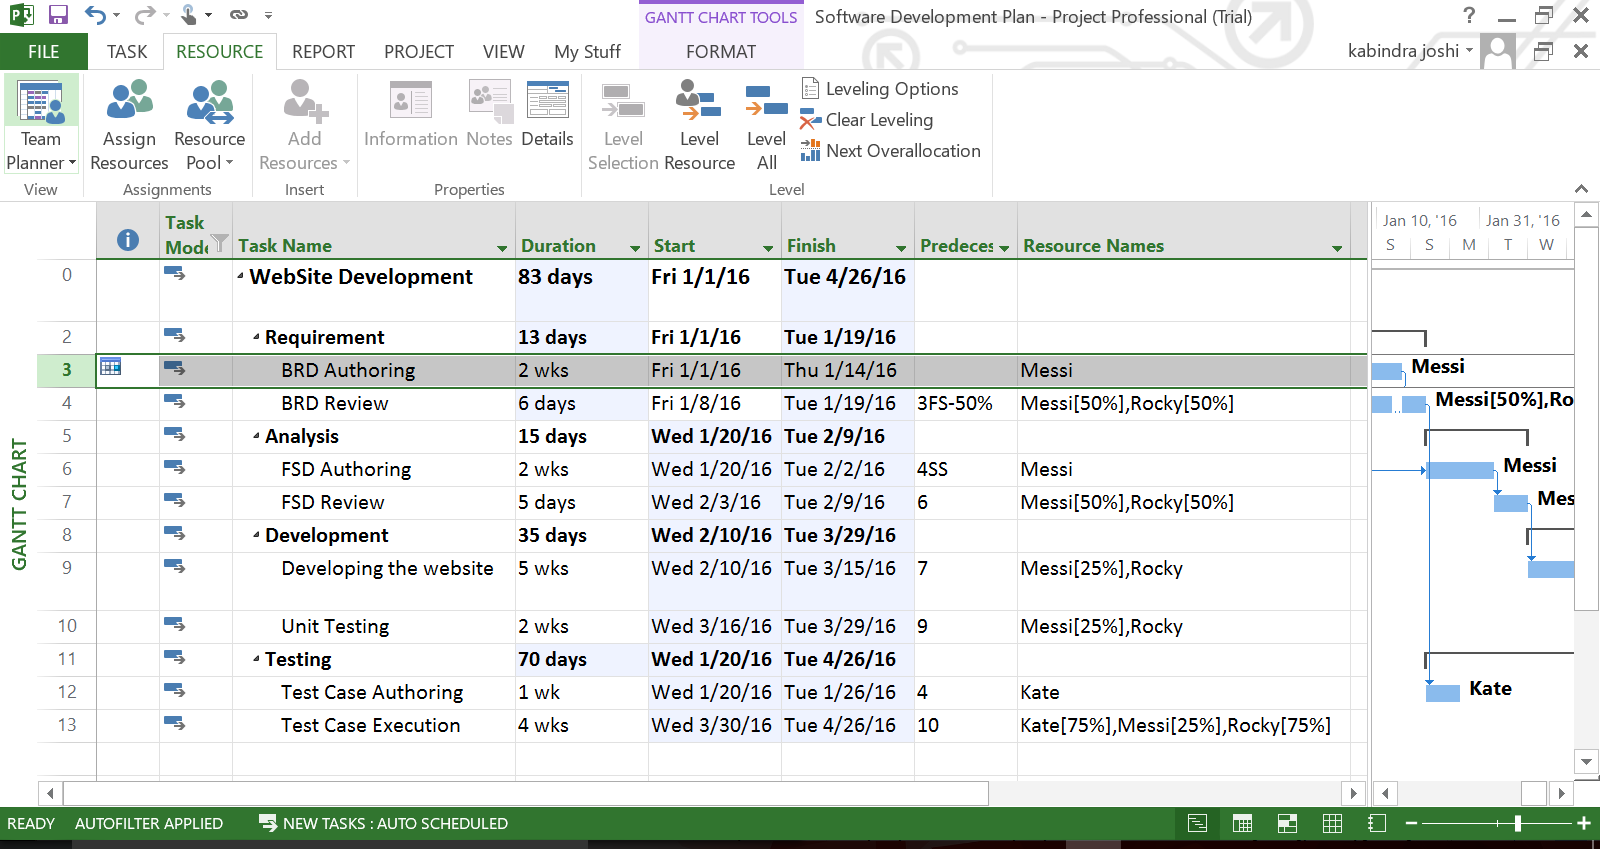 GANTT CHART TOOLS Software Development Plan - Project Professional (Trial) ?
FILE TASK RESOURCE REPORT PROJECT VIEW My Stuff FORMAT kabindra joshi
Team Planner
View
Assign Resources
Resource Pool
Assignments
Add Resources
Insert
Information
Notes
Details
Properties
Level Selection
Level Resource
Level All
Leveling Options
Clear Leveling
Next Overallocation
Level
Task Mode Task Name Duration Start Finish Predeces Resource Names
0 WebSite Development 83 days Fri 1/1/16 Tue 4/26/16
2 Requirement 13 days Fri 1/1/16 Tue 1/19/16
3 BRD Authoring 2 wks Fri 1/1/16 Thu 1/14/16 Messi
4 BRD Review 6 days Fri 1/8/16 Tue 1/19/16 3FS-50% Messi[50%],Rocky[50%]
5 Analysis 15 days Wed 1/20/16 Tue 2/9/16
6 FSD Authoring 2 wks Wed 1/20/16 Tue 2/2/16 4SS Messi
7 FSD Review 5 days Wed 2/3/16 Tue 2/9/16 6 Messi[50%],Rocky[50%]
8 Development 35 days Wed 2/10/16 Tue 3/29/16
9 Developing the website 5 wks Wed 2/10/16 Tue 3/15/16 7 Messi[25%],Rocky
10 Unit Testing 2 wks Wed 3/16/16 Tue 3/29/16 9 Messi[25%],Rocky
11 Testing 70 days Wed 1/20/16 Tue 4/26/16
12 Test Case Authoring 1 wk Wed 1/20/16 Tue 1/26/16 4 Kate
13 Test Case Execution 4 wks Wed 3/30/16 Tue 4/26/16 10 Kate[75%],Messi[25%],Rocky[75%]
GANTT CHART
Jan 10, '16 Jan 31, '16
S S M T W
Messi
Messi[50%],Ro
Messi
Mes
Kate
READY AUTOFILTER APPLIED NEW TASKS : AUTO SCHEDULED